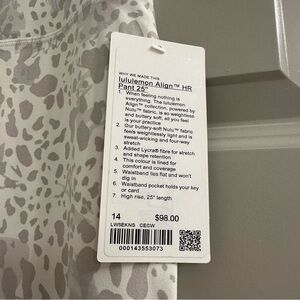 WHY WE MADE THIS
lululemon Align™ HR
Pant 25"
1. When feeling nothing is
everything. The lululemon
Align™ collection, powered by
Nulu™ fabric, is so weightless
and buttery soft, all you feel
is your practice
2. Our buttery-soft Nulu™ fabric
feels weightlessly light and is
sweat-wicking and four-way
stretch
3. Added Lycra® fibre for stretch
and shape retention
4. This colour is lined for
comfort and coverage
5. Waistband lies flat and won't
dig in
6. Waistband pocket holds your key
or card
7. High rise, 25" length
14 $98.00
LW5EKNS CECW
000143553073